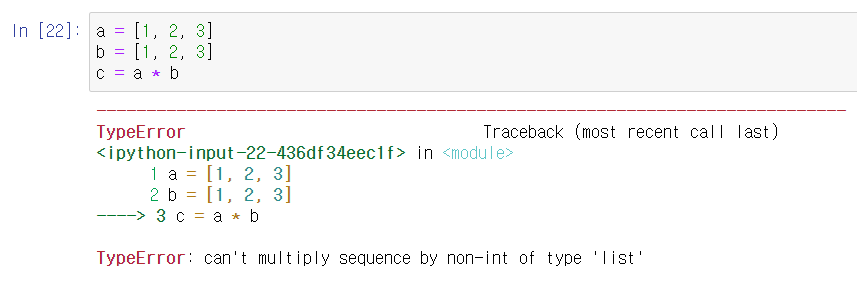 In [22]: a = [1, 2, 3]
b = [1, 2, 3]
c = a * b
---------------------------------------------------------------------------
TypeError Traceback (most recent call last)
<ipython-input-22-436df34eec1f> in <module>
1 a = [1, 2, 3]
2 b = [1, 2, 3]
----> 3 c = a * b
TypeError: can't multiply sequence by non-int of type 'list'